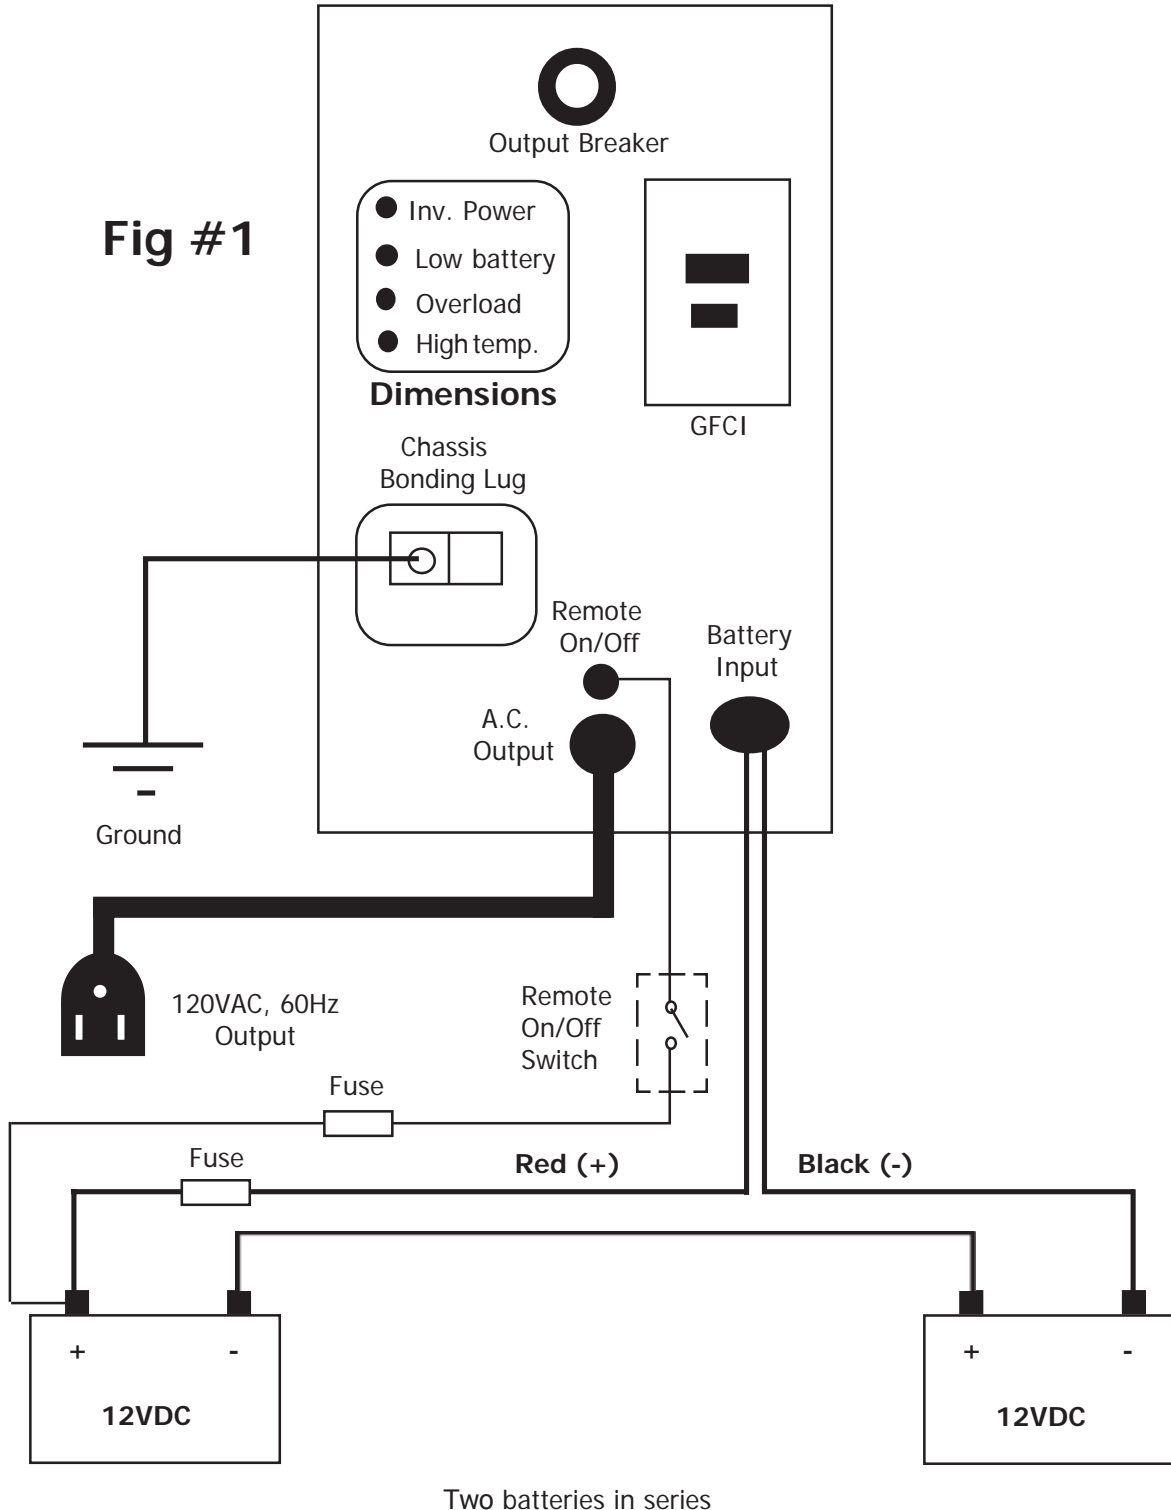 Output Breaker
Fig #1
Inv. Power
Low battery
Overload
High temp.
Dimensions
GFCI
Chassis
Bonding Lug
Remote
On/Off
Battery
Input
A.C.
Output
Ground
120VAC, 60Hz
Output
Remote
On/Off
Switch
Fuse
Fuse
Red (+)
Black (-)
+
-
12VDC
+
-
12VDC
Two batteries in series